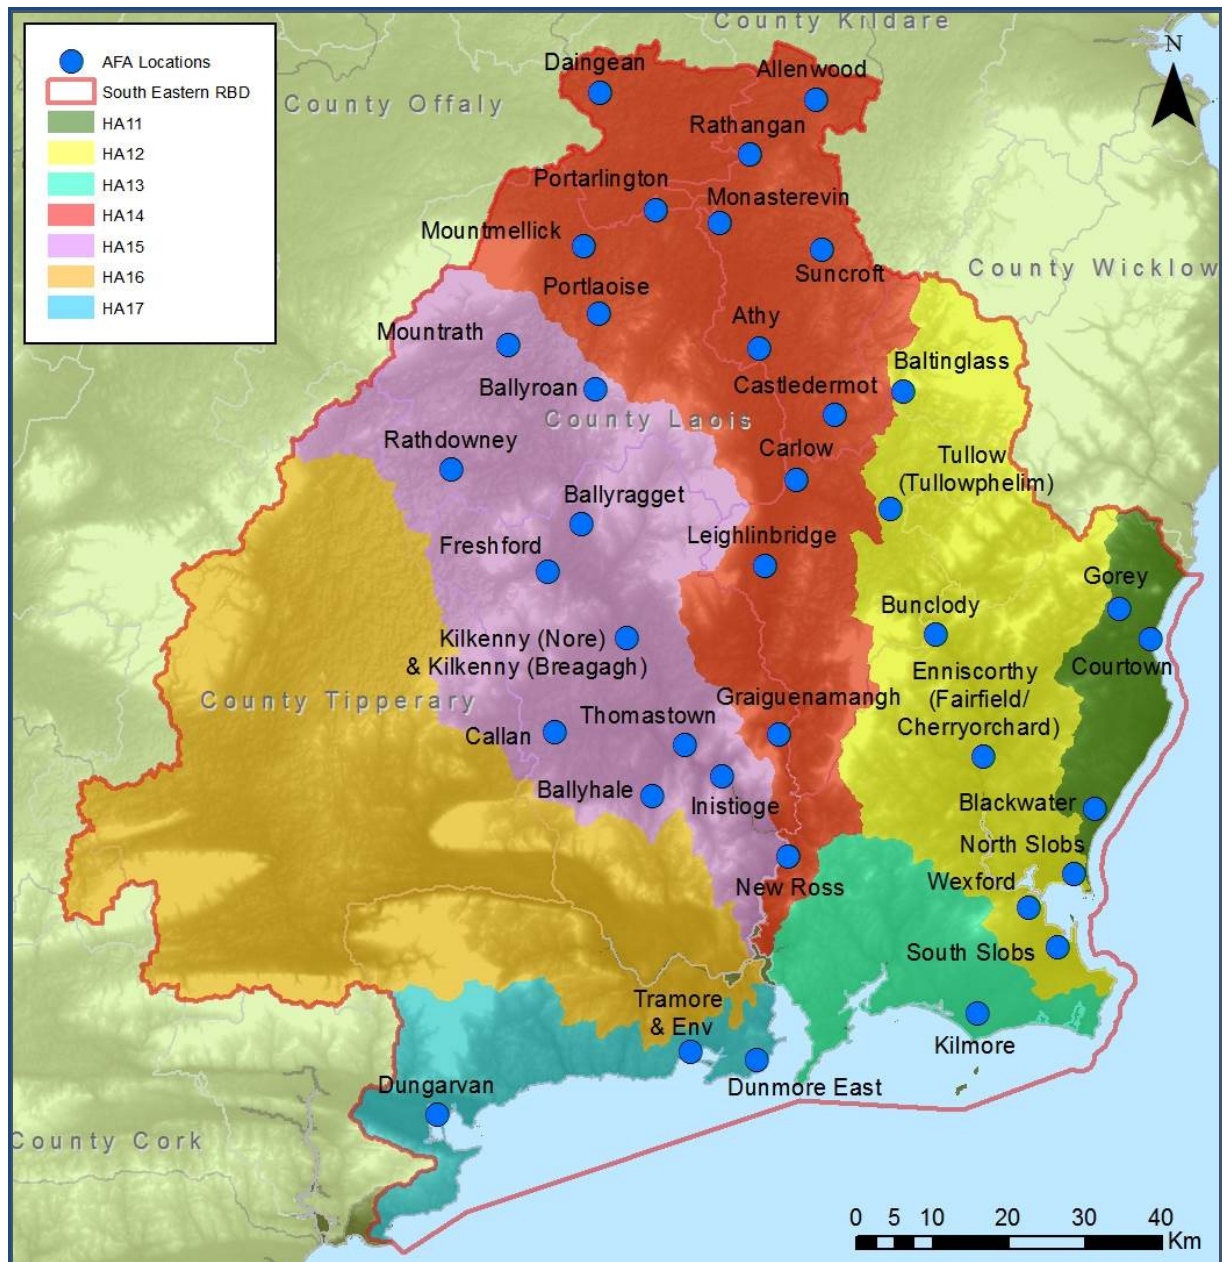 County Kildare
N
AFA Locations
South Eastern RBD
HA11
HA12
HA13
HA14
HA15
HA16
HA17
County Offaly
Daingean
Allenwood
Rathangan
Portarlington
Monasterevin
Mountmellick
Suncroft
County Wicklow
Portlaoise
Mountrath
Athy
Baltinglass
Ballyroan
Castledermot
County Laois
Rathdowney
Carlow
Tullow
(Tullowphelim)
Ballyragget
Freshford
Leighlinbridge
Gorey
Bunclody
Kilkenny (Nore)
& Kilkenny (Breagagh)
Courtown
Enniscorthy
(Fairfield/
Cherryorchard)
County Tipperary
Graiguenamangh
Thomastown
Callan
Ballyhale
Inistioge
Blackwater
North Slobs
New Ross
Wexford
South Slobs
Tramore
& Env
Kilmore
Dungarvan
Dunmore East
County Cork
0 5 10 20 30 40
Km